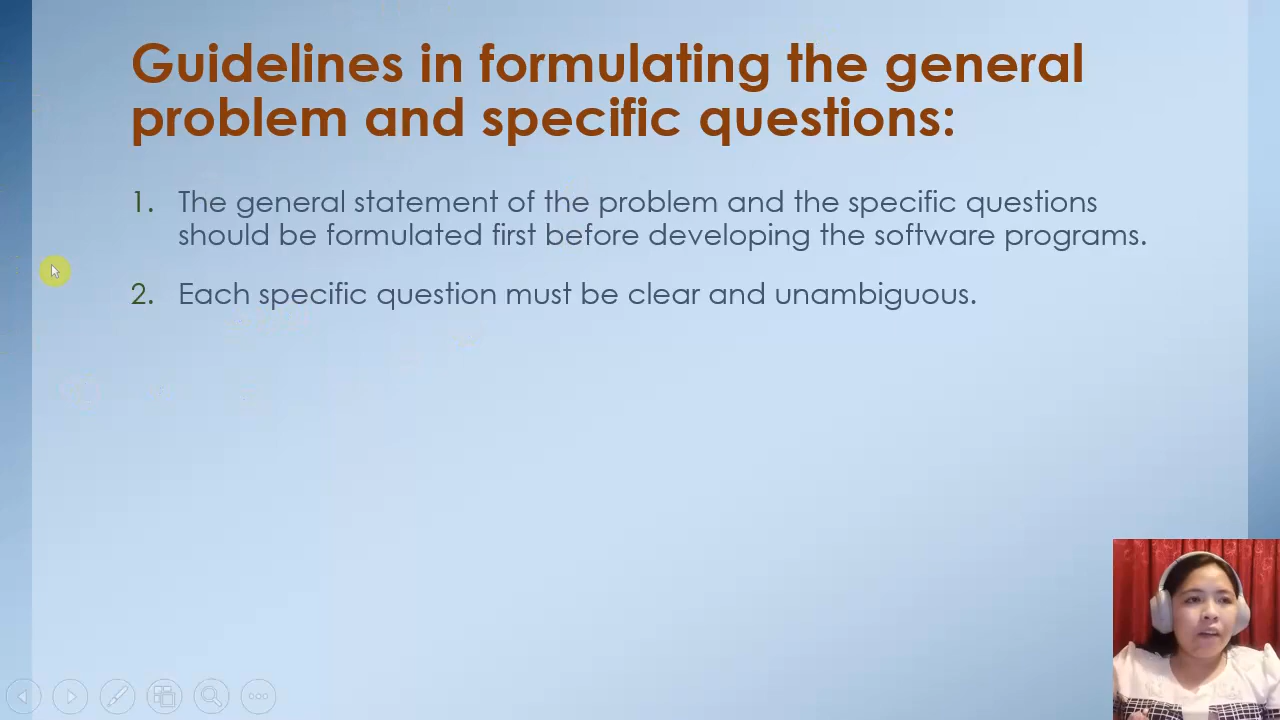 Guidelines in formulating the general
problem and specific questions:
1. The general statement of the problem and the specific questions
should be formulated first before developing the software programs.
2. Each specific question must be clear and unambiguous.